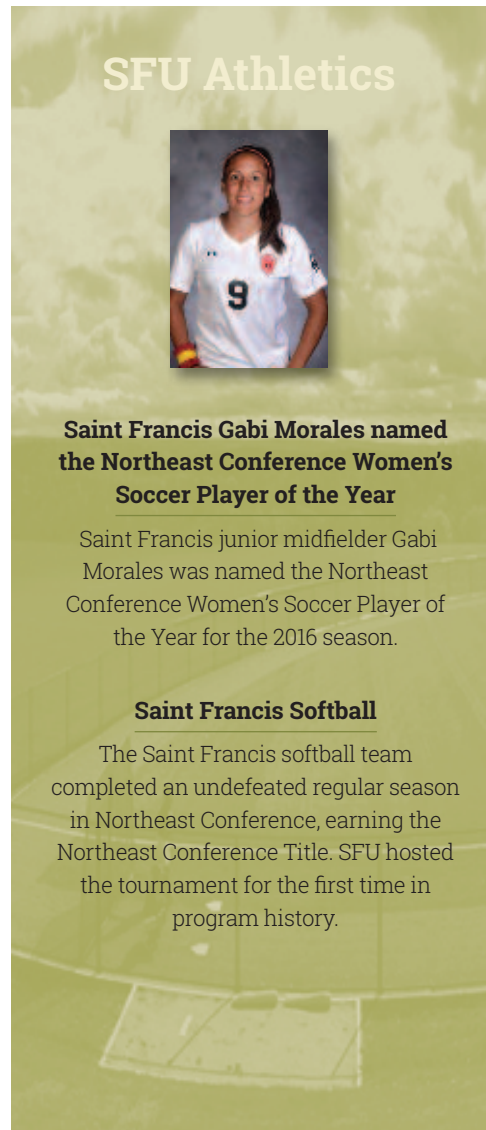 SFU Athletics
9
Saint Francis Gabi Morales named
the Northeast Conference Women's
Soccer Player of the Year
Saint Francis junior midfielder Gabi
Morales was named the Northeast
Conference Women's Soccer Player of
the Year for the 2016 season.
Saint Francis Softball
The Saint Francis softball team
completed an undefeated regular season
in Northeast Conference, earning the
Northeast Conference Title. SFU hosted
the tournament for the first time in
program history.